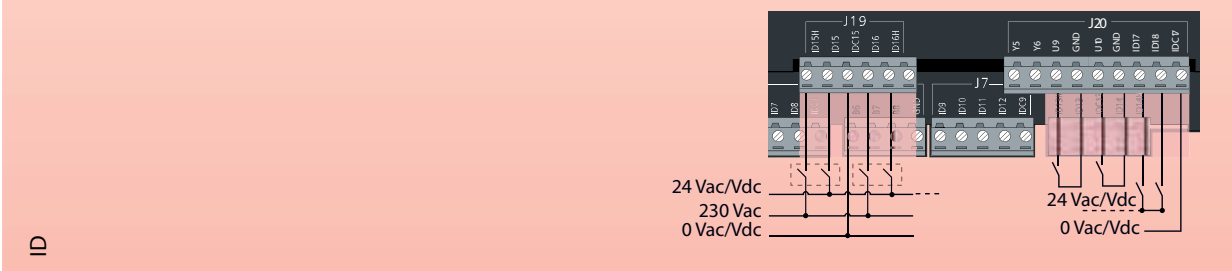 J19
J20
ID15H ID15 IDC15 ID16 ID16H
Y5 Y6 U9 GND U10 GND ID17 ID18 IDC17
J7
ID7 ID8
GND
ID9 ID10 ID11 ID12 IDC9
24 Vac/Vdc
230 Vac
0 Vac/Vdc
24 Vac/Vdc
0 Vac/Vdc
ID